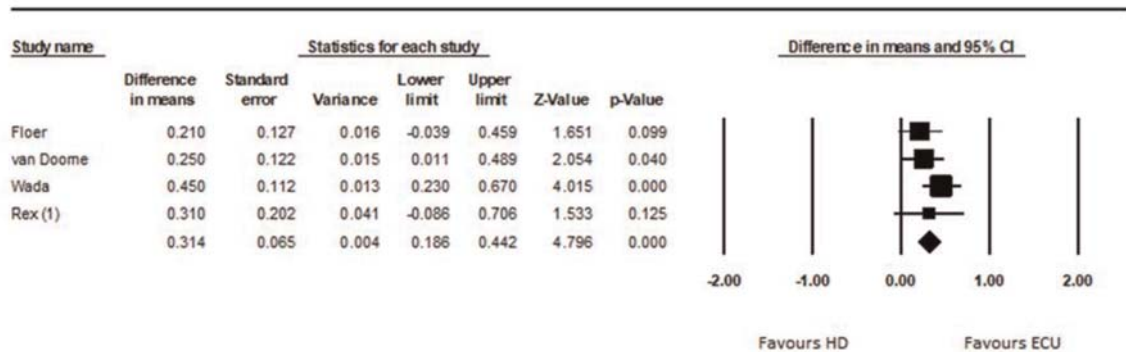 Study name Statistics for each study Difference in means and 95% CI
Difference in means Standard error Variance Lower limit Upper limit Z-Value p-Value
Floer 0.210 0.127 0.016 -0.039 0.459 1.651 0.099
van Doome 0.250 0.122 0.015 0.011 0.489 2.054 0.040
Wada 0.450 0.112 0.013 0.230 0.670 4.015 0.000
Rex (1) 0.310 0.202 0.041 -0.086 0.706 1.533 0.125
0.314 0.065 0.004 0.186 0.442 4.796 0.000
-2.00 -1.00 0.00 1.00 2.00
Favours HD Favours ECU